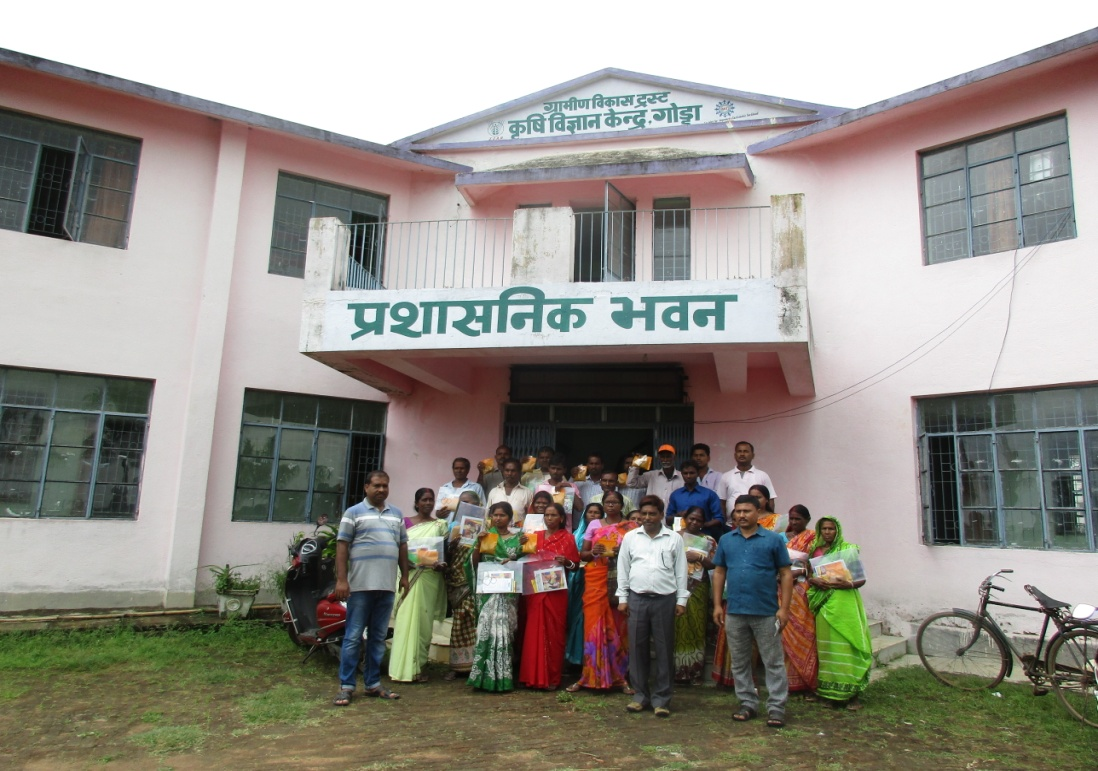 ग्रामीण विकास ट्रस्ट
कृषि विज्ञान केन्द्र, गोड्डा
प्रशासनिक भवन